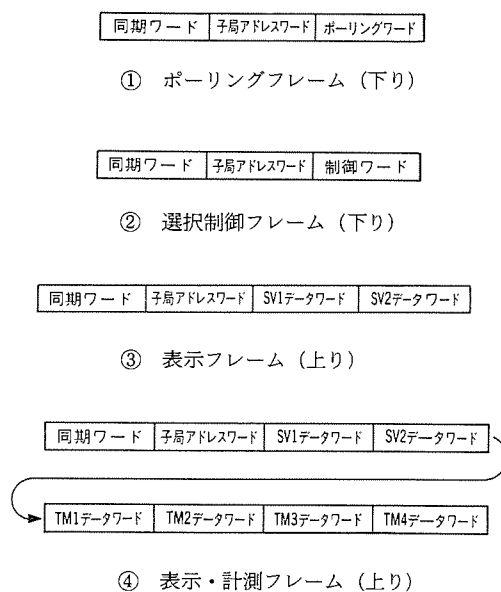 同期ワード 子局アドレスワード ポーリングワード
① ポーリングフレーム (下り)
同期ワード 子局アドレスワード 制御ワード
② 選択制御フレーム (下り)
同期ワード 子局アドレスワード SV1データワード SV2データワード
③ 表示フレーム (上り)
同期ワード 子局アドレスワード SV1データワード SV2データワード
TM1データワード TM2データワード TM3データワード TM4データワード
④ 表示・計測フレーム (上り)